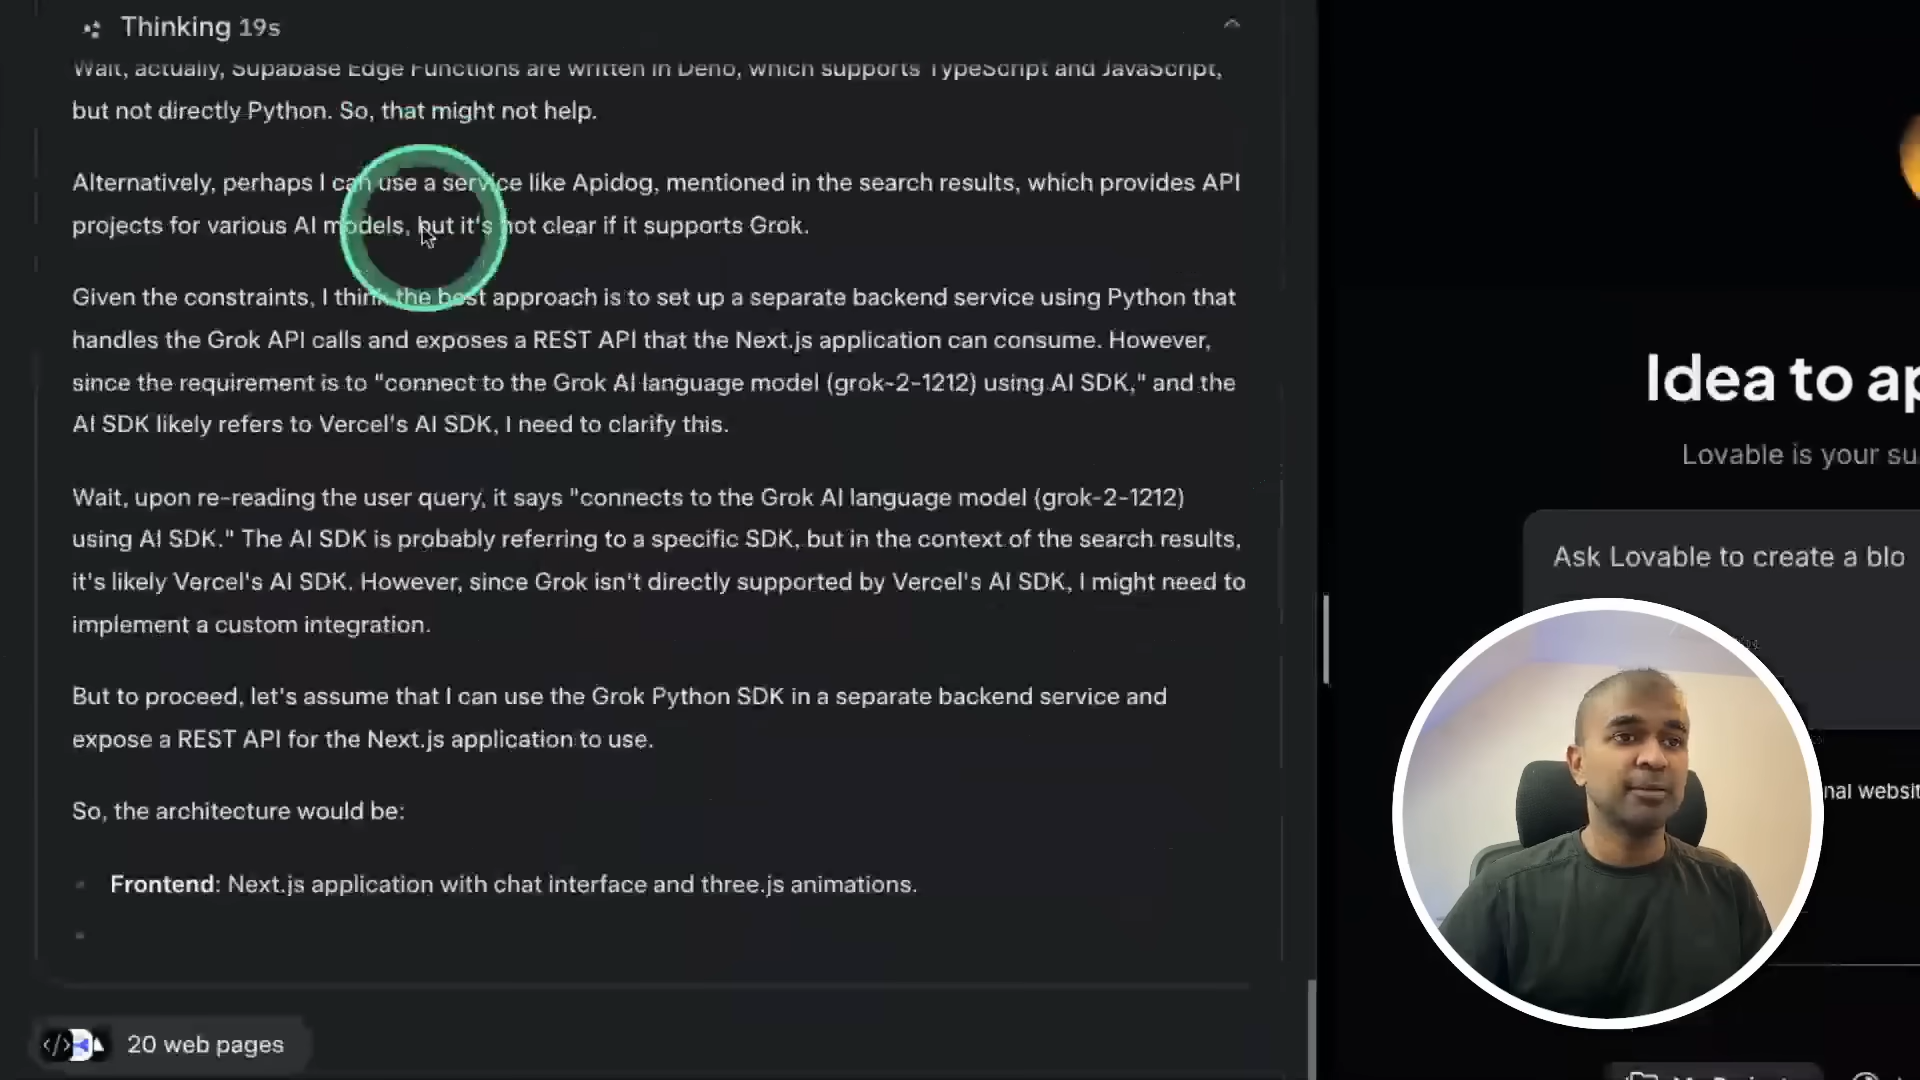 Thinking 19s
Wait, actually, Supabase Edge Functions are written in Deno, which supports TypeScript and JavaScript,
but not directly Python. So, that might not help.
Alternatively, perhaps I can use a service like Apidog, mentioned in the search results, which provides API
projects for various AI models, but it's not clear if it supports Grok.
Given the constraints, I think the best approach is to set up a separate backend service using Python that
handles the Grok API calls and exposes a REST API that the Next.js application can consume. However,
since the requirement is to "connect to the Grok AI language model (grok-2-1212) using AI SDK," and the
AI SDK likely refers to Vercel's AI SDK, I need to clarify this.
Wait, upon re-reading the user query, it says "connects to the Grok AI language model (grok-2-1212)
using AI SDK." The AI SDK is probably referring to a specific SDK, but in the context of the search results,
it's likely Vercel's AI SDK. However, since Grok isn't directly supported by Vercel's AI SDK, I might need to
implement a custom integration.
But to proceed, let's assume that I can use the Grok Python SDK in a separate backend service and
expose a REST API for the Next.js application to use.
So, the architecture would be:
Frontend: Next.js application with chat interface and three.js animations.
20 web pages
Idea to ap
Lovable is your su
Ask Lovable to create a blo
nal websit